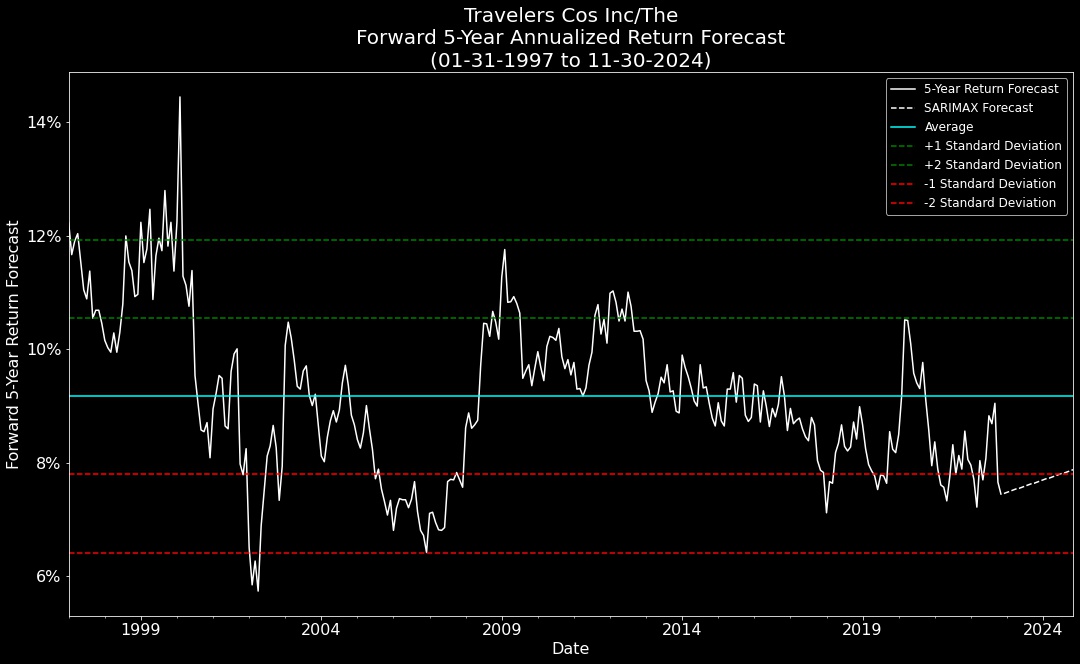 Travelers Cos Inc/The
Forward 5-Year Annualized Return Forecast
(01-31-1997 to 11-30-2024)
5-Year Return Forecast
SARIMAX Forecast
Average
+1 Standard Deviation
+2 Standard Deviation
-1 Standard Deviation
-2 Standard Deviation
Forward 5-Year Return Forecast
14%
12%
10%
8%
6%
1999 2004 2009 2014 2019 2024
Date